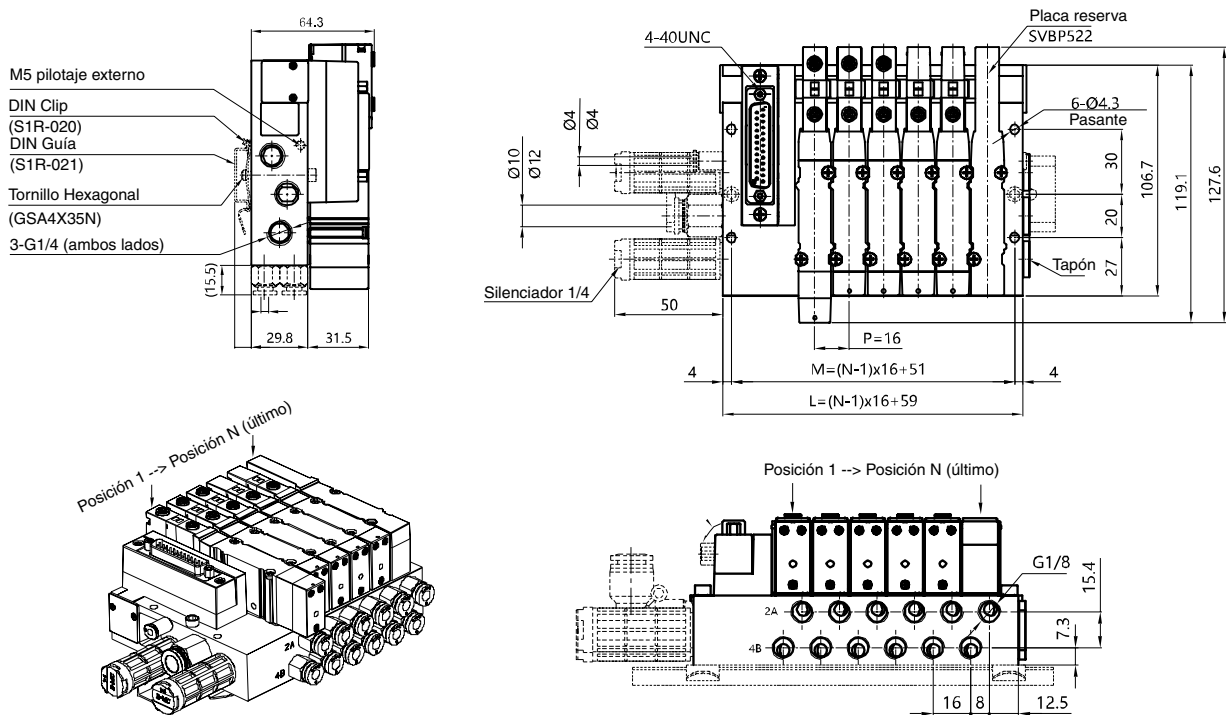 64.3
M5 pilotaje externo
DIN Clip
(S1R-020)
DIN Guía
(S1R-021)
Tornillo Hexagonal
(GSA4X35N)
3-G1/4 (ambos lados)
(15.5)
29.8
31.5
Placa reserva
SVBP522
4-40UNC
6-Ø4.3
Pasante
Ø4
Ø4
Ø10
Ø12
30
20
27
106.7
119.1
127.6
Tapón
Silenciador 1/4
50
P=16
4
M=(N-1)x16+51
4
L=(N-1)x16+59
Posición 1 --> Posición N (último)
2A
4B
Posición 1 --> Posición N (último)
G1/8
2A
4B
15.4
7.3
16
8
12.5